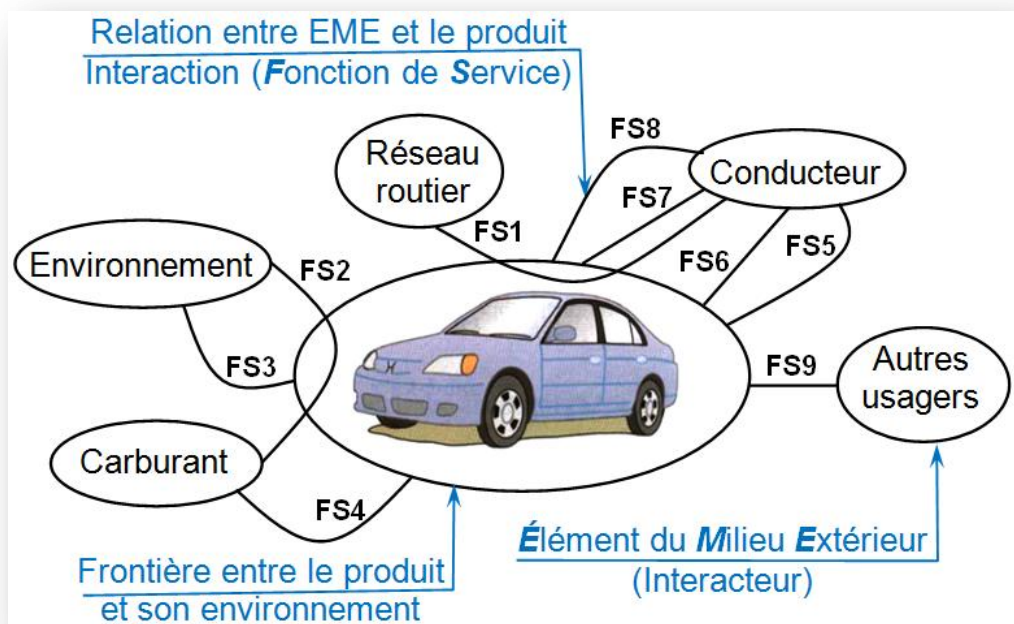 Relation entre EME et le produit
Interaction (Fonction de Service)
FS8
Réseau
routier
Conducteur
FS7
FS1
FS6
FS5
Environnement
FS2
FS3
FS9
Autres
usagers
Carburant
FS4
Élément du Milieu Extérieur
(Interacteur)
Frontière entre le produit
et son environnement